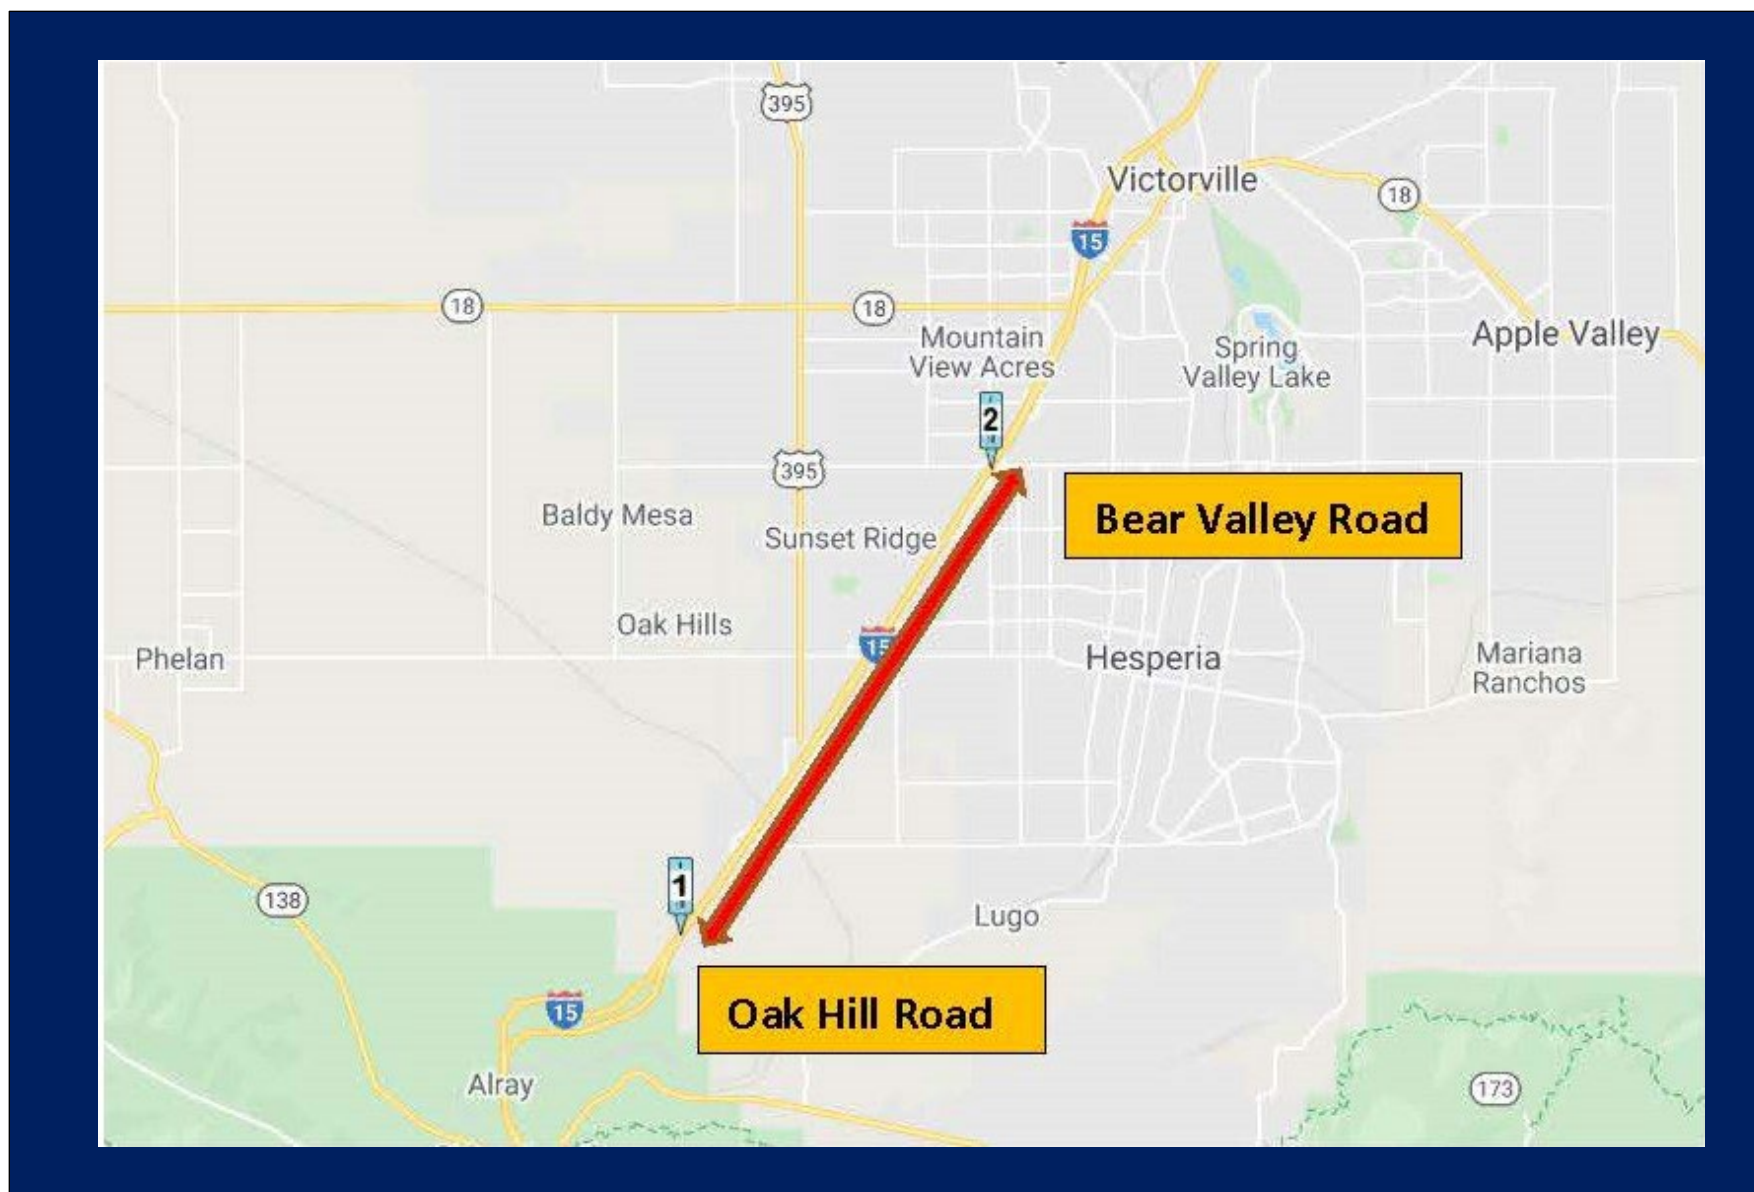 395
Victorville
18
15
18
18
Mountain
View Acres
Spring
Valley Lake
Apple Valley
2
395
Bear Valley Road
Baldy Mesa
Sunset Ridge
Oak Hills
15
Phelan
Hesperia
Mariana
Ranchos
1
138
Lugo
15
Oak Hill Road
Alray
173